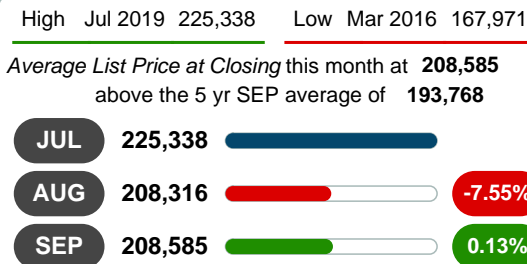 High Jul 2019 225,338 Low Mar 2016 167,971
Average List Price at Closing this month at 208,585
above the 5 yr SEP average of 193,768
JUL 225,338
AUG 208,316 -7.55%
SEP 208,585 0.13%